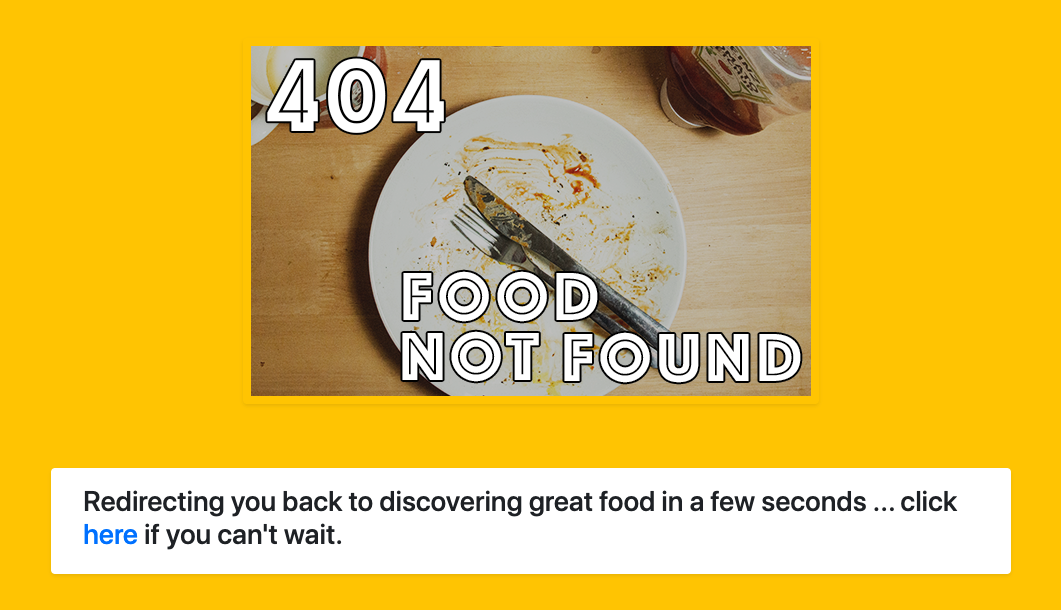 404
FOOD
NOT FOUND
Redirecting you back to discovering great food in a few seconds ... click
here if you can't wait.